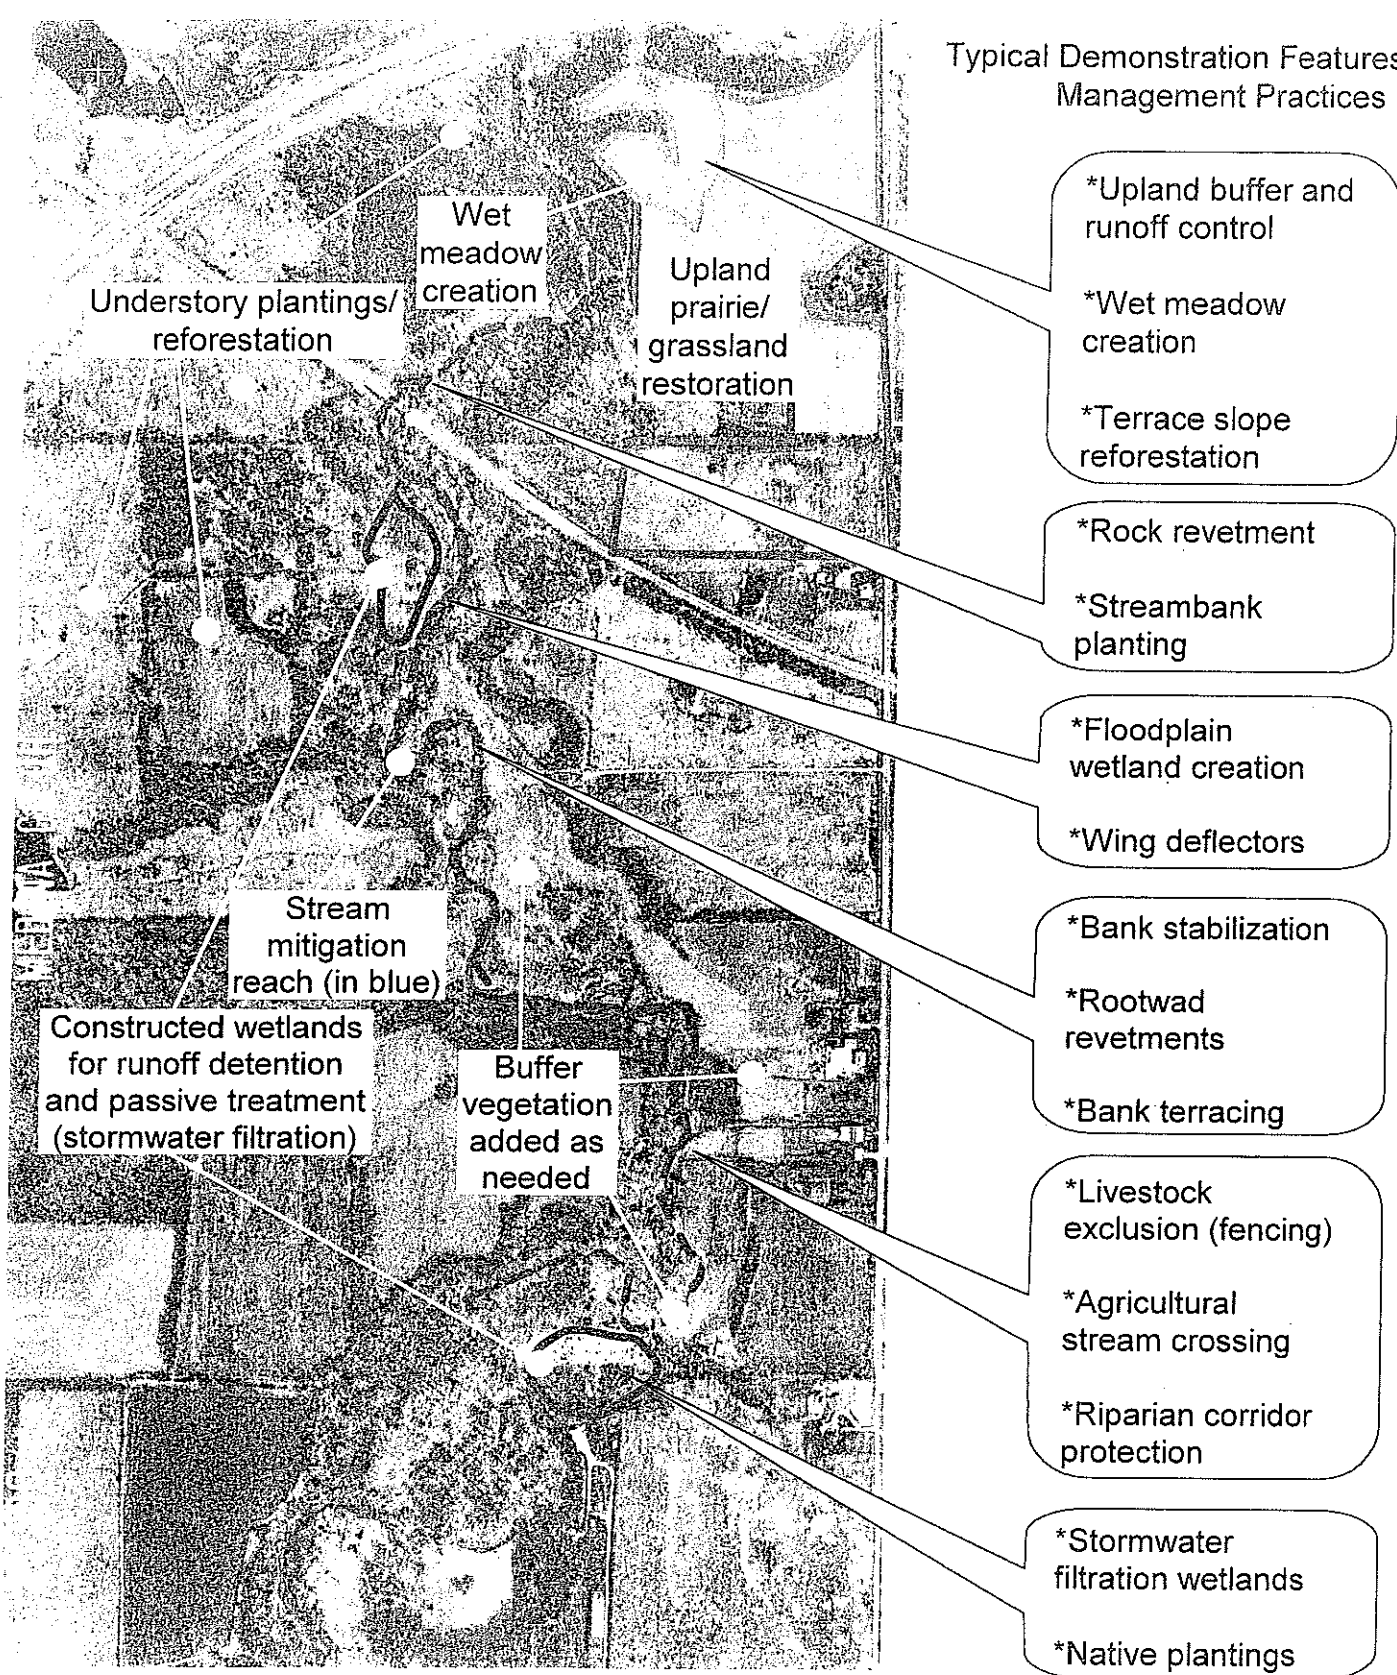 Typical Demonstration Features
Management Practices
*Upland buffer and
runoff control
*Wet meadow
creation
*Terrace slope
reforestation
*Rock revetment
*Streambank
planting
*Floodplain
wetland creation
*Wing deflectors
*Bank stabilization
*Rootwad
revetments
*Bank terracing
*Livestock
exclusion (fencing)
*Agricultural
stream crossing
*Riparian corridor
protection
*Stormwater
filtration wetlands
*Native plantings
Wet
meadow
creation
Upland
prairie/
grassland
restoration
Understory plantings/
reforestation
Stream
mitigation
reach (in blue)
Constructed wetlands
for runoff detention
and passive treatment
(stormwater filtration)
Buffer
vegetation
added as
needed